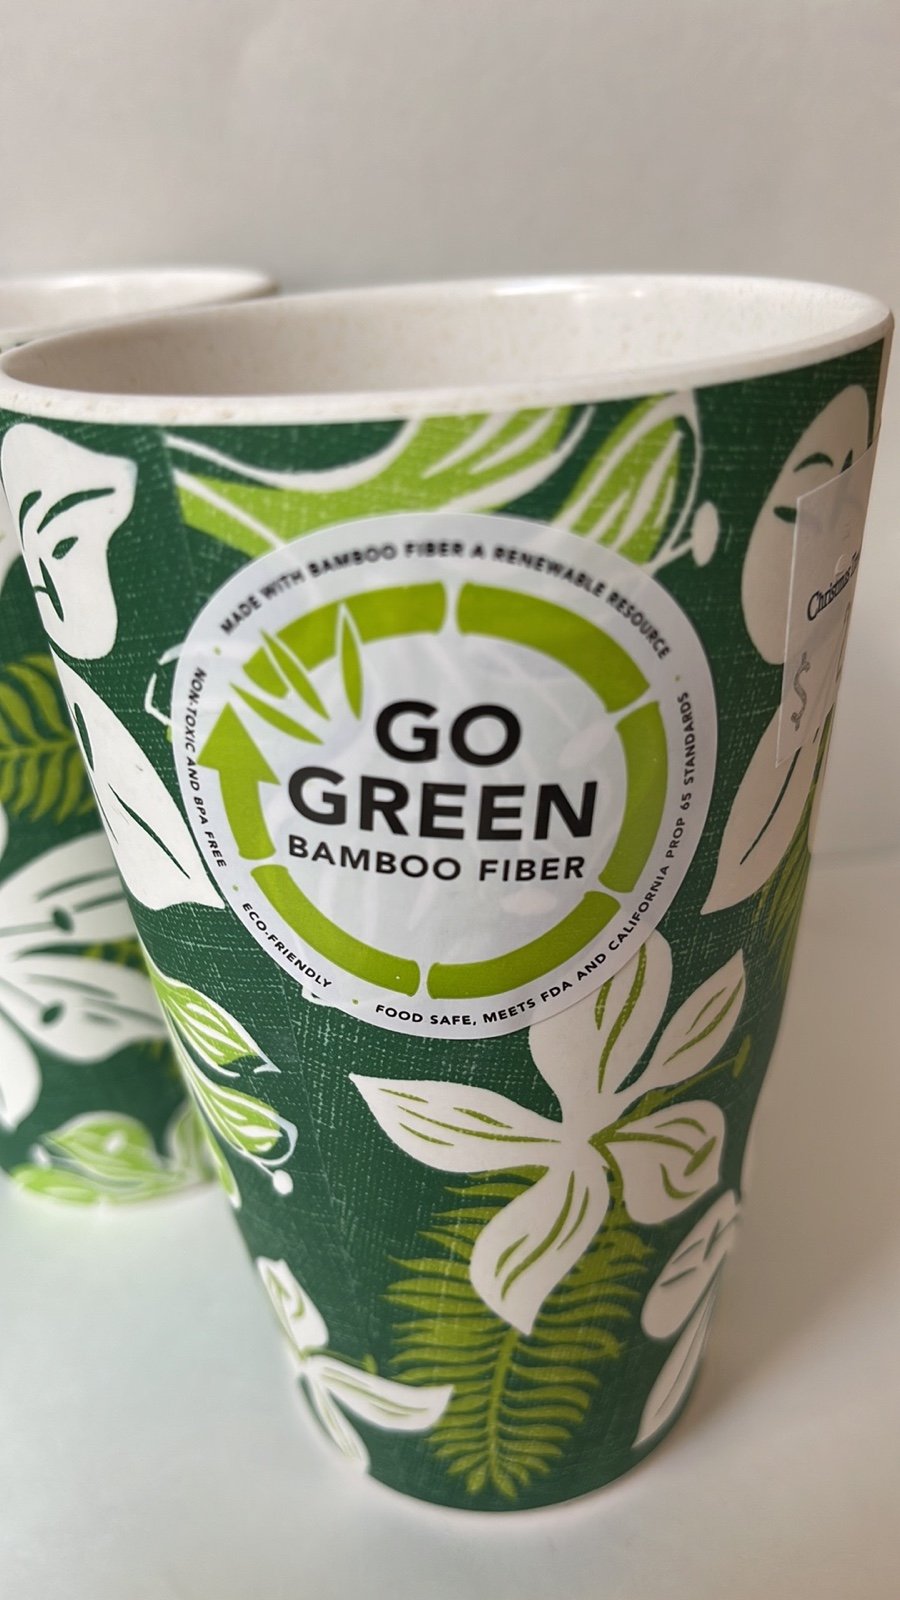 MADE WITH BAMBOO FIBER A RENEWABLE RESOURCE
NON-TOXIC AND BPA FREE
GO
GREEN
BAMBOO FIBER
ECO-FRIENDLY
FOOD SAFE, MEETS FDA AND CALIFORNIA PROP 65 STANDARDS
Christmas
$